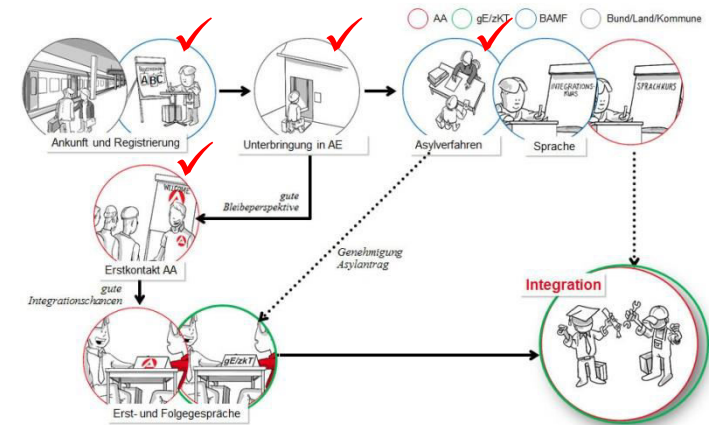 AA
gE/zKT
BAMF
Bund/Land/Kommune
ABC
INTEGRATIONS
KURS
SPRACHKURS
Ankunft und Registrierung
Unterbringung in AE
Asylverfahren
Sprache
WELCOME
gute
Bleibeperspektive
Erstkontakt AA
Genehmigung
Asylantrag
gute
Integrationschancen
Integration
gE/zkT
Erst- und Folgegespräche